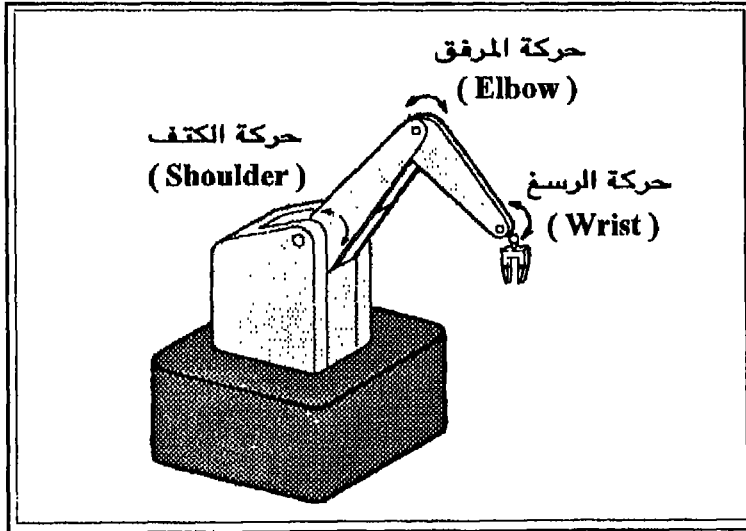 حركة المرفق
( Elbow )
حركة الكتف
( Shoulder )
حركة الرسغ
( Wrist )